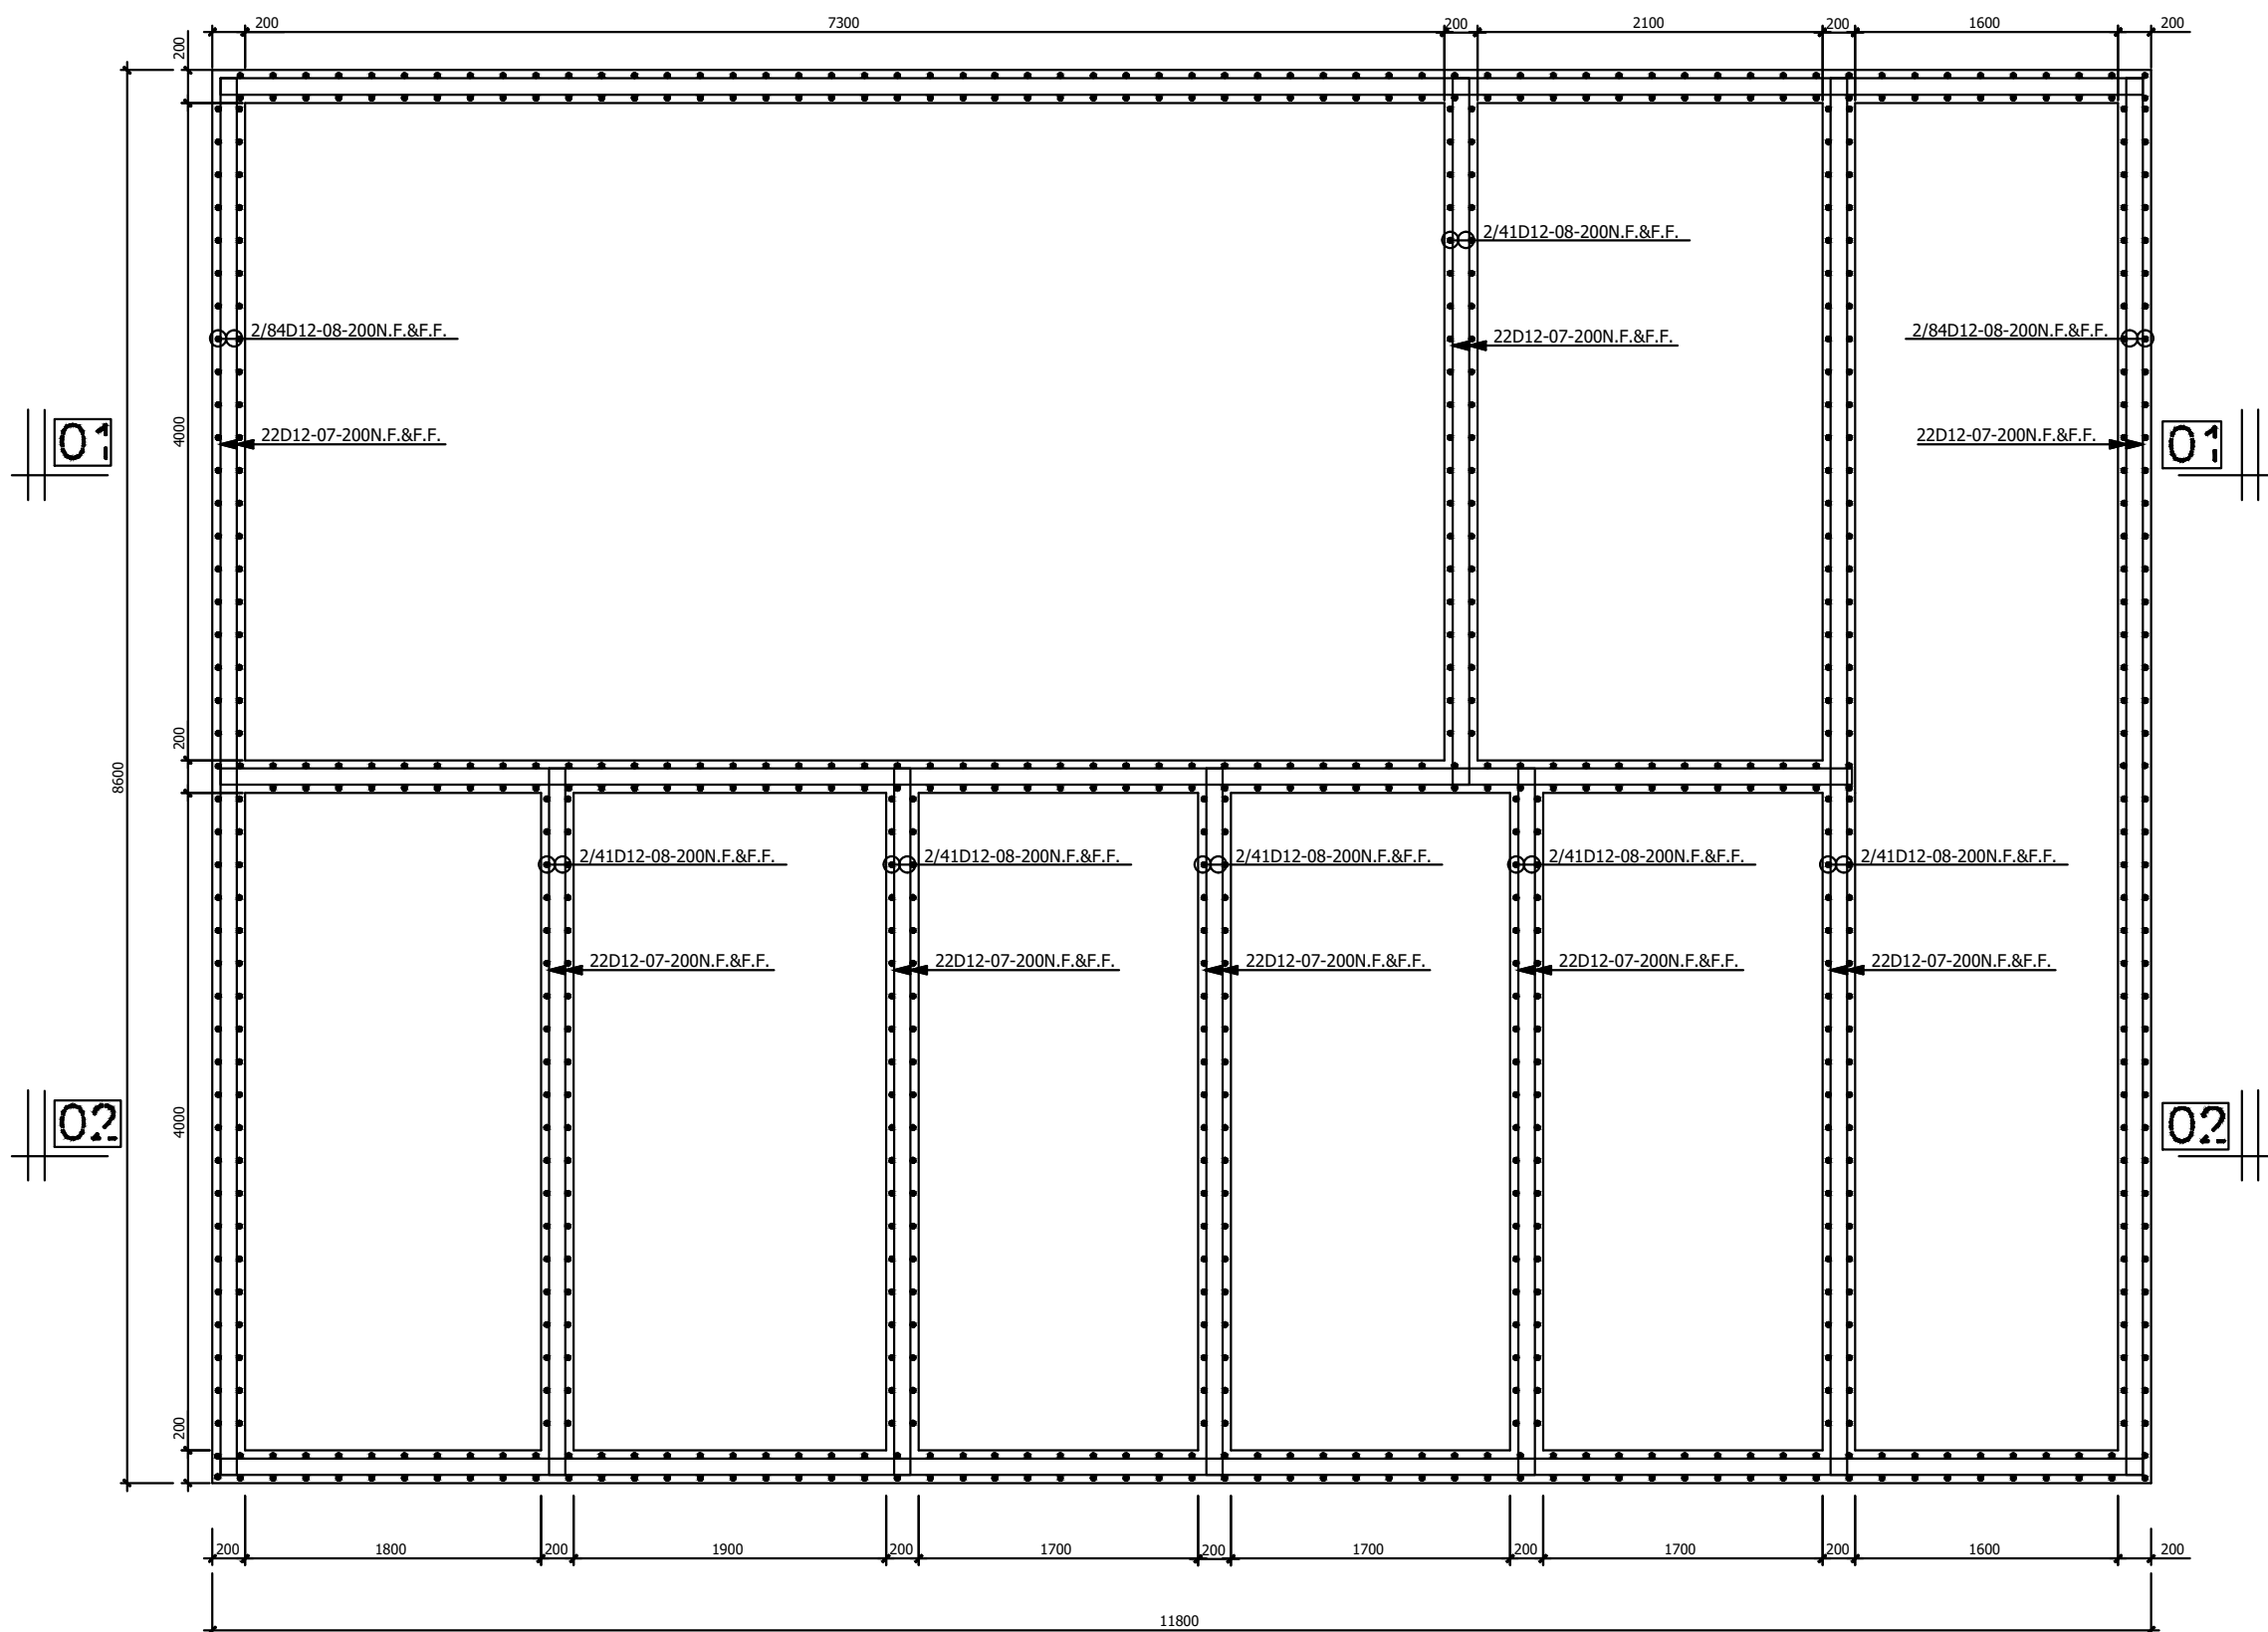 200 7300 200 2100 200 1600 200
200
2/41D12-08-200N.F.&F.F.
2/84D12-08-200N.F.&F.F. 22D12-07-200N.F.&F.F. 2/84D12-08-200N.F.&F.F.
01 4000 22D12-07-200N.F.&F.F. 22D12-07-200N.F.&F.F. 01
200
8600
2/41D12-08-200N.F.&F.F. 2/41D12-08-200N.F.&F.F. 2/41D12-08-200N.F.&F.F. 2/41D12-08-200N.F.&F.F. 2/41D12-08-200N.F.&F.F.
22D12-07-200N.F.&F.F. 22D12-07-200N.F.&F.F. 22D12-07-200N.F.&F.F. 22D12-07-200N.F.&F.F. 22D12-07-200N.F.&F.F.
02 4000 02
200
200 1800 200 1900 200 1700 200 1700 200 1700 200 1600 200
11800